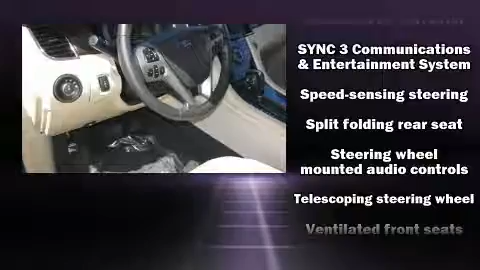 SYNC 3 Communications
& Entertainment System
Speed-sensing steering
Split folding rear seat
Steering wheel
mounted audio controls
Telescoping steering wheel
Ventilated front seats